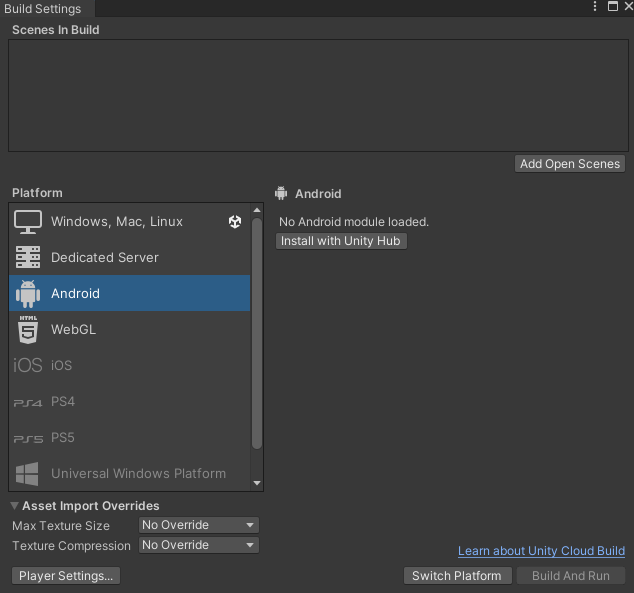 Build Settings
Scenes In Build
Add Open Scenes
Platform
Windows, Mac, Linux
Dedicated Server
Android
HTML
5
WebGL
iOS iOS
PS4 PS4
PS5 PS5
Universal Windows Platform
Android
No Android module loaded.
Install with Unity Hub
Asset Import Overrides
Max Texture Size No Override
Texture Compression No Override
Learn about Unity Cloud Build
Player Settings... Switch Platform Build And Run